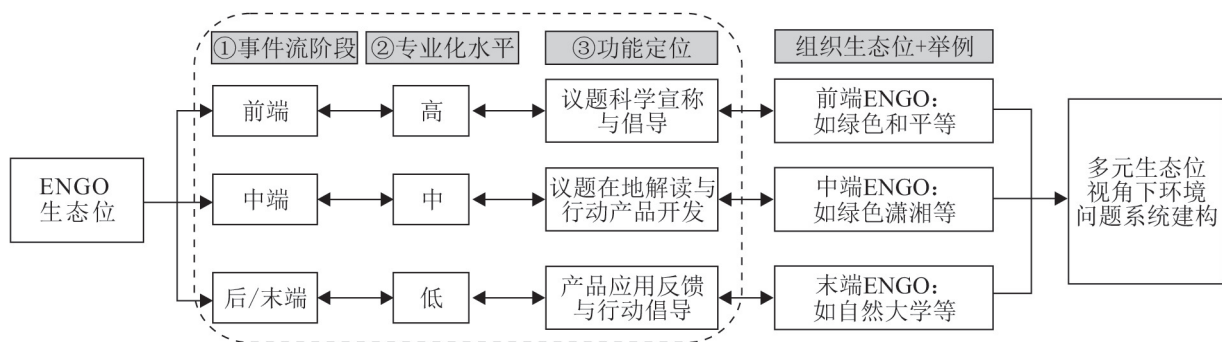 ①事件流阶段
②专业化水平
③功能定位
组织生态位+举例
ENGO
生态位
前端
高
议题科学宣称
与倡导
前端ENGO：
如绿色和平等
中端
中
议题在地解读与
行动产品开发
中端ENGO：
如绿色潇湘等
后/末端
低
产品应用反馈
与行动倡导
末端ENGO：
如自然大学等
多元生态位
视角下环境
问题系统建构